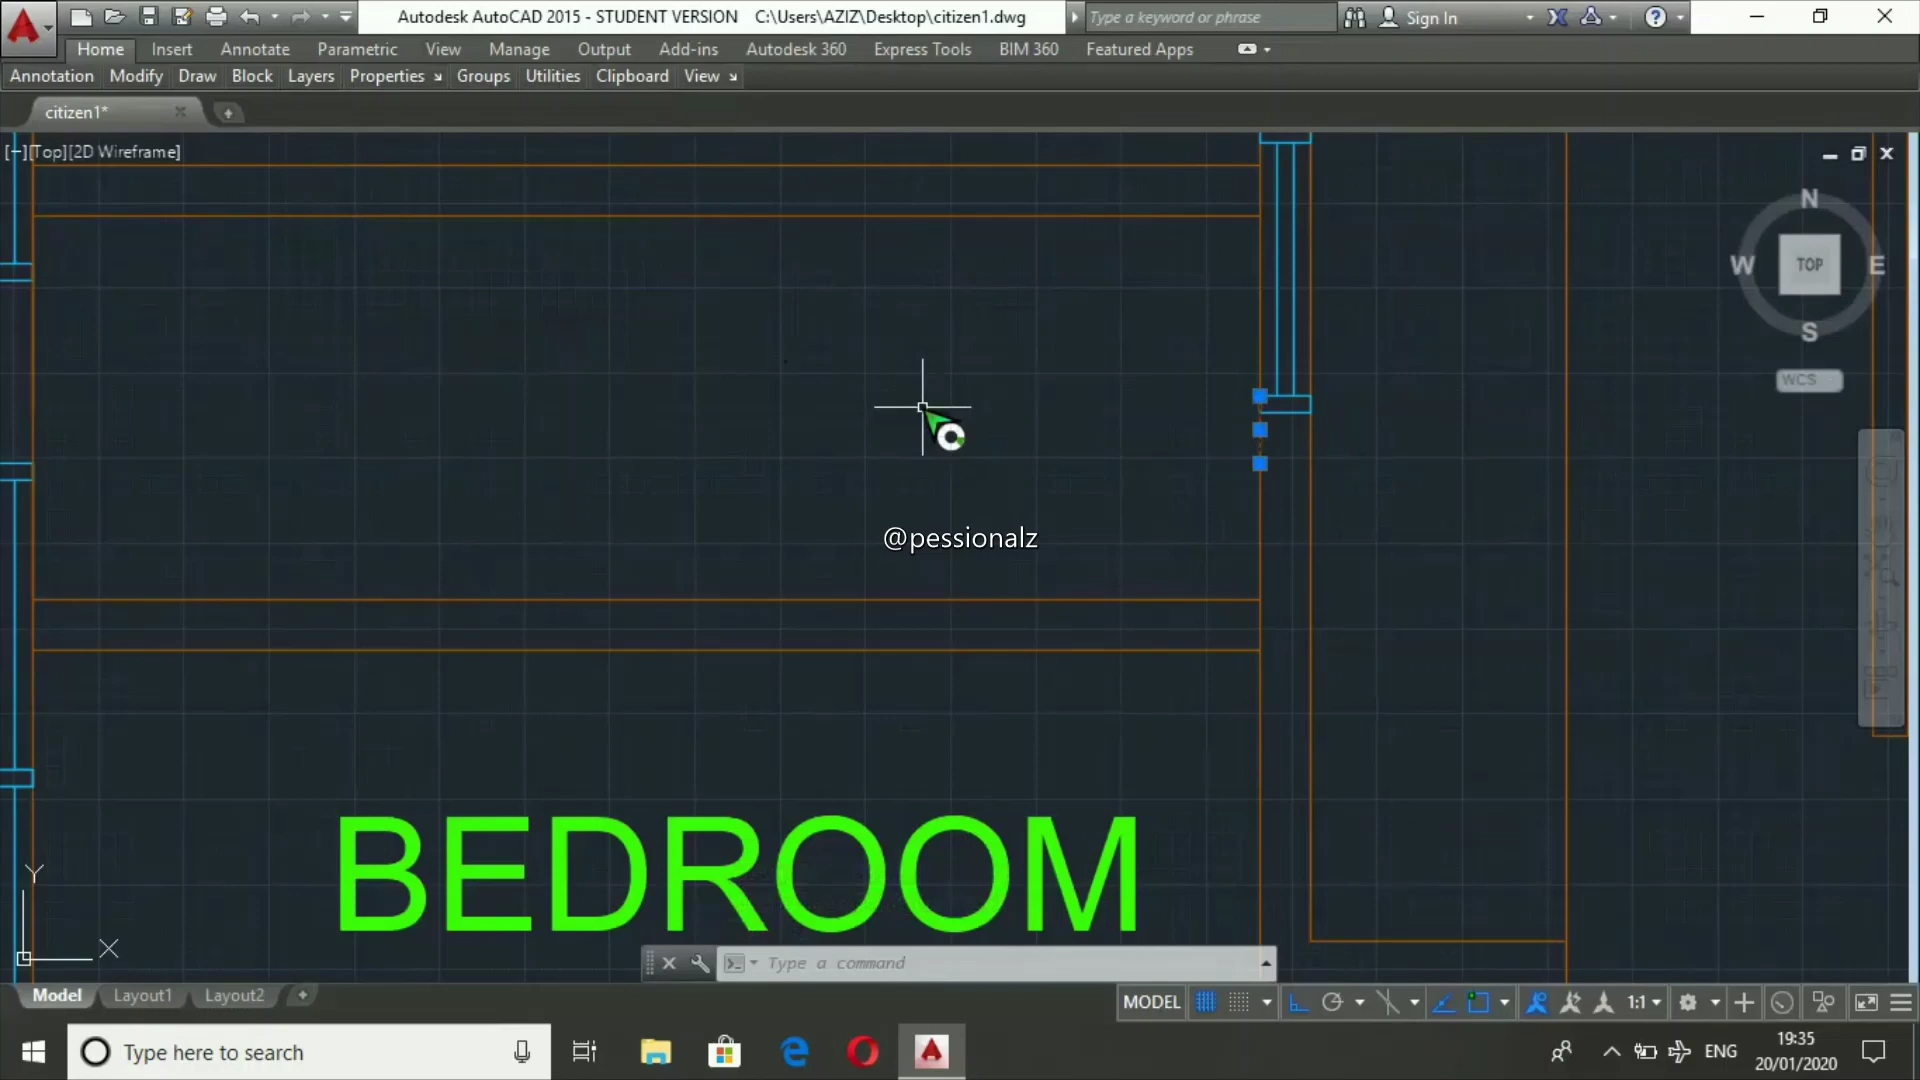 Autodesk AutoCAD 2015 - STUDENT VERSION C:\Users\AZIZ\Desktop\citizen1.dwg
Type a keyword or phrase
Sign In
Home Insert Annotate Parametric View Manage Output Add-ins Autodesk 360 Express Tools BIM 360 Featured Apps
Annotation Modify Draw Block Layers Properties Groups Utilities Clipboard View
citizen1*
[−][Top][2D Wireframe]
N
W TOP E
S
WCS
@pessionalz
BEDROOM
Y
X
Type a command
Model Layout1 Layout2
MODEL
1:1
Type here to search
ENG
19:35
20/01/2020